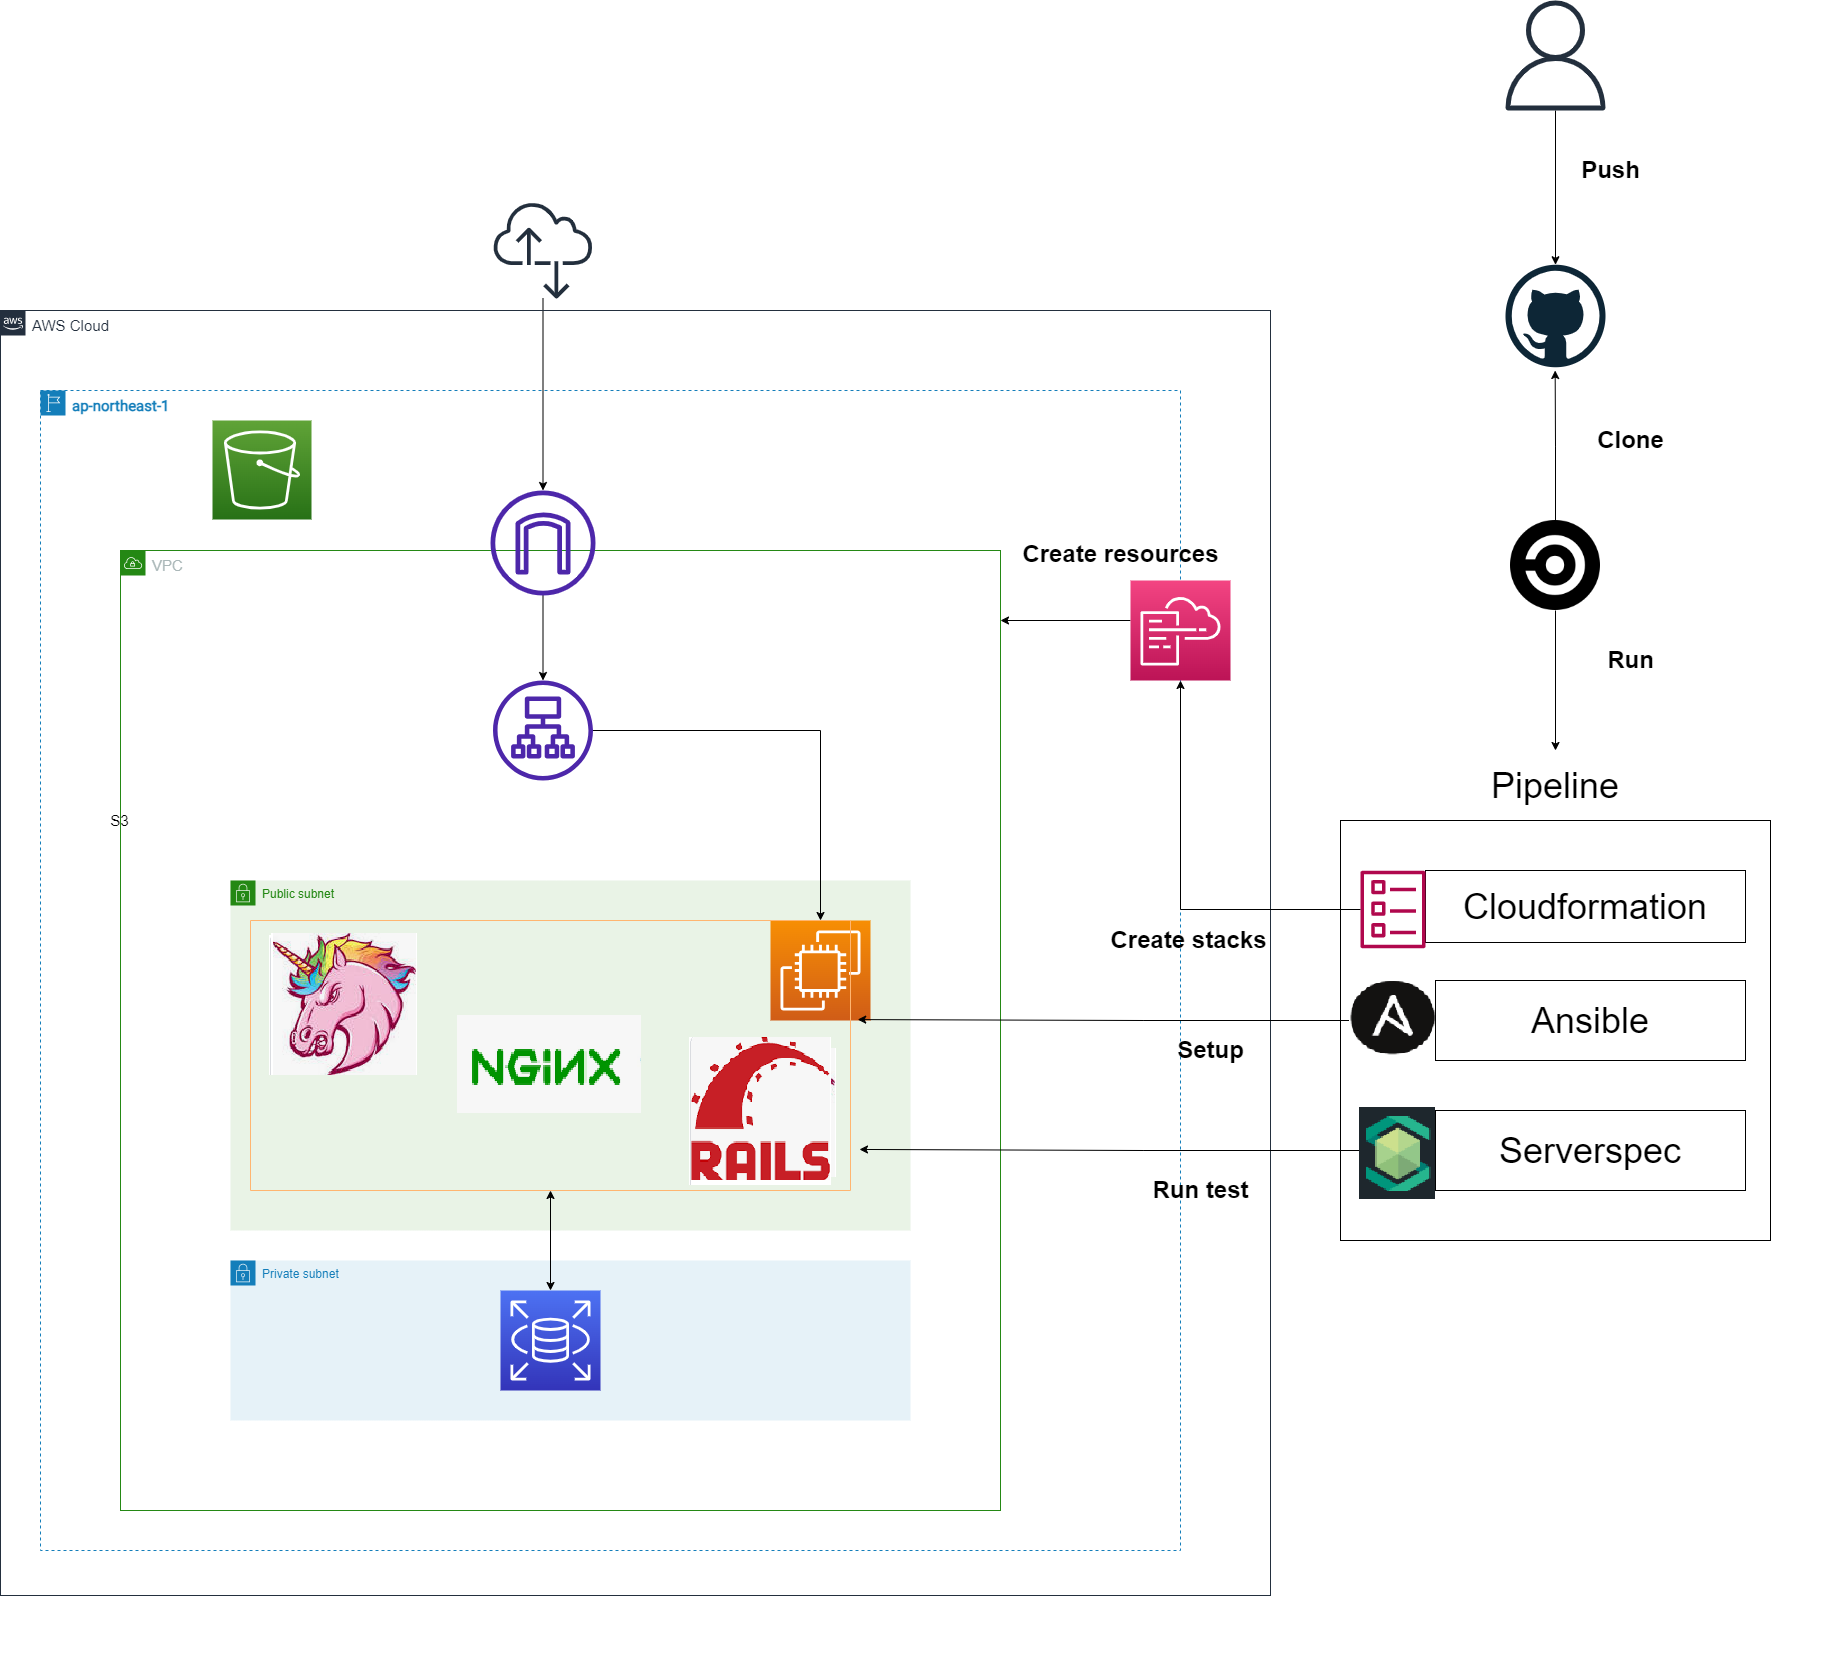 Push
aws
AWS Cloud
ap-northeast-1
Clone
Create resources
VPC
Run
Pipeline
S3
Public subnet
Cloudformation
Create stacks
Ansible
Setup
NGiNX
RAILS
Serverspec
Run test
Private subnet